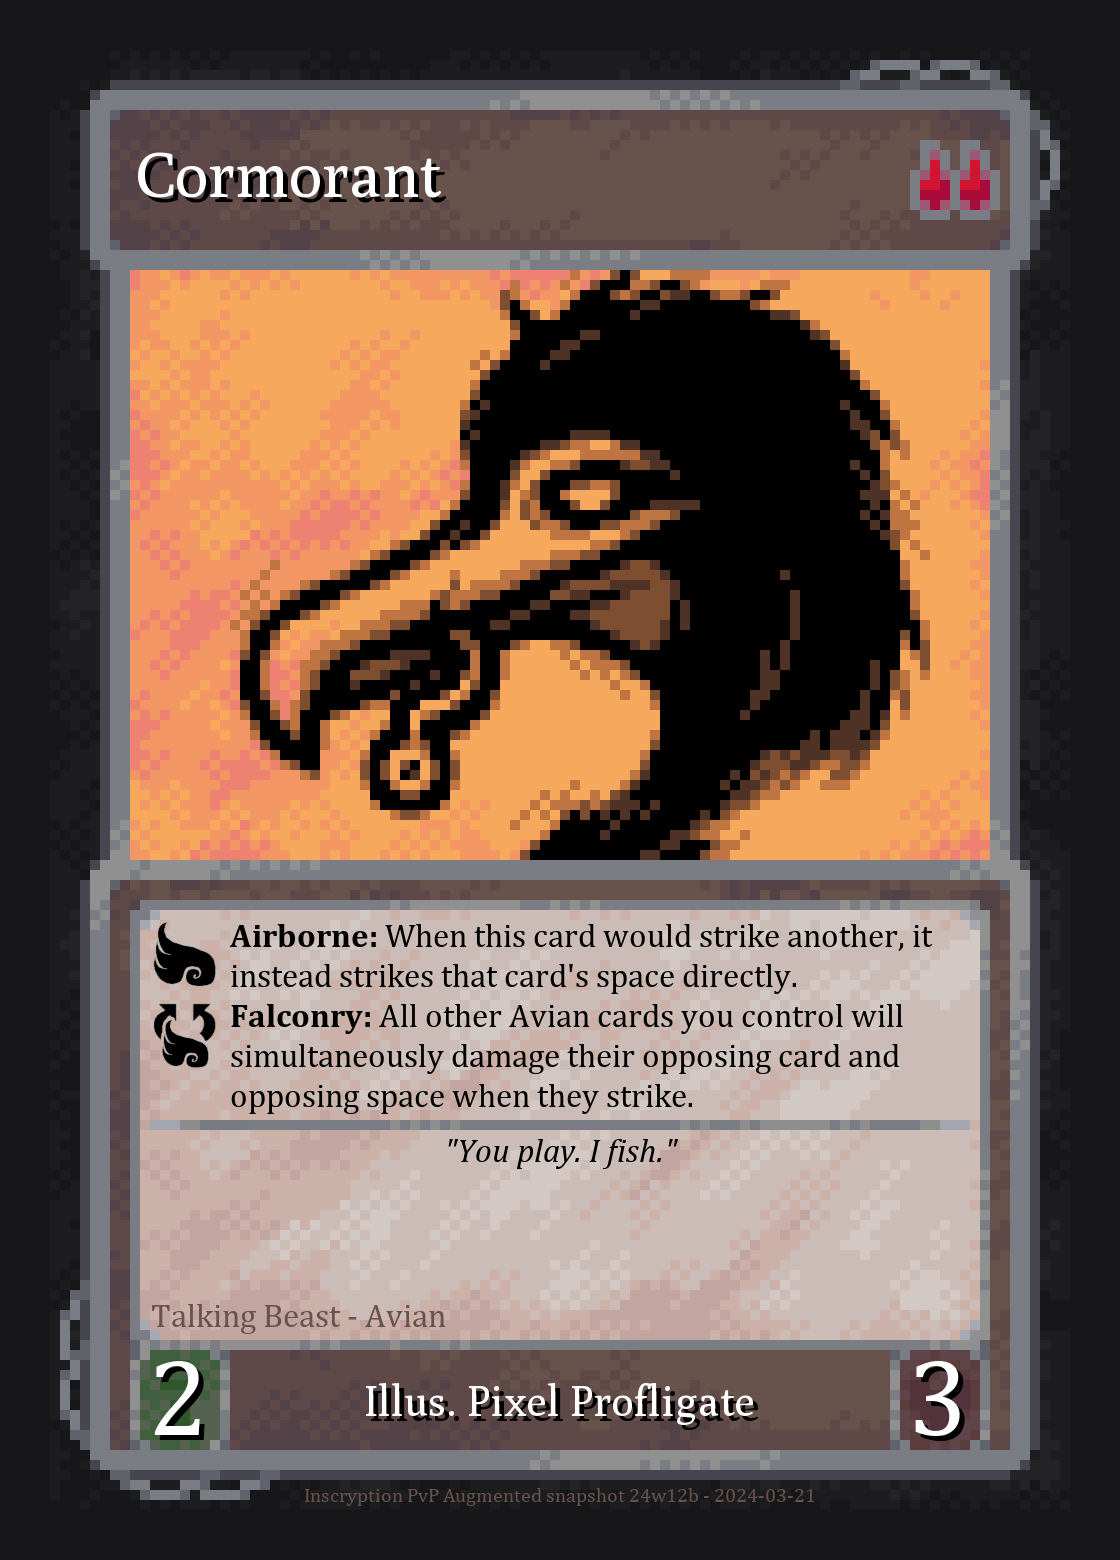 Cormorant
Airborne: When this card would strike another, it
instead strikes that card's space directly.
Falconry: All other Avian cards you control will
simultaneously damage their opposing card and
opposing space when they strike.
"You play. I fish."
Talking Beast - Avian
2
Illus. Pixel Profligate
3
Inscryption PvP Augmented snapshot 24w12b - 2024-03-21